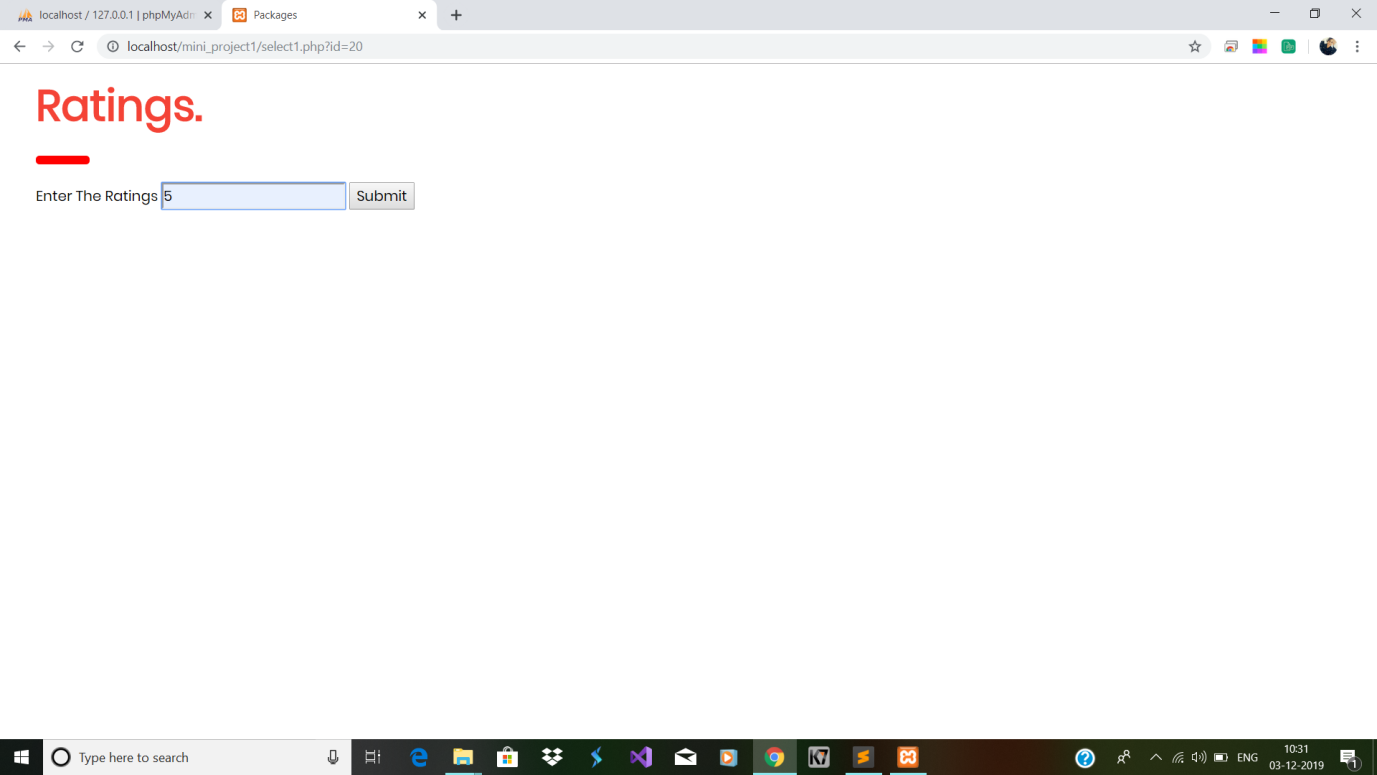 localhost / 127.0.0.1 | phpMyAdm
Packages
localhost/mini_project1/select1.php?id=20
Ratings.
Enter The Ratings 5 Submit
Type here to search
ENG
10:31
03-12-2019
1